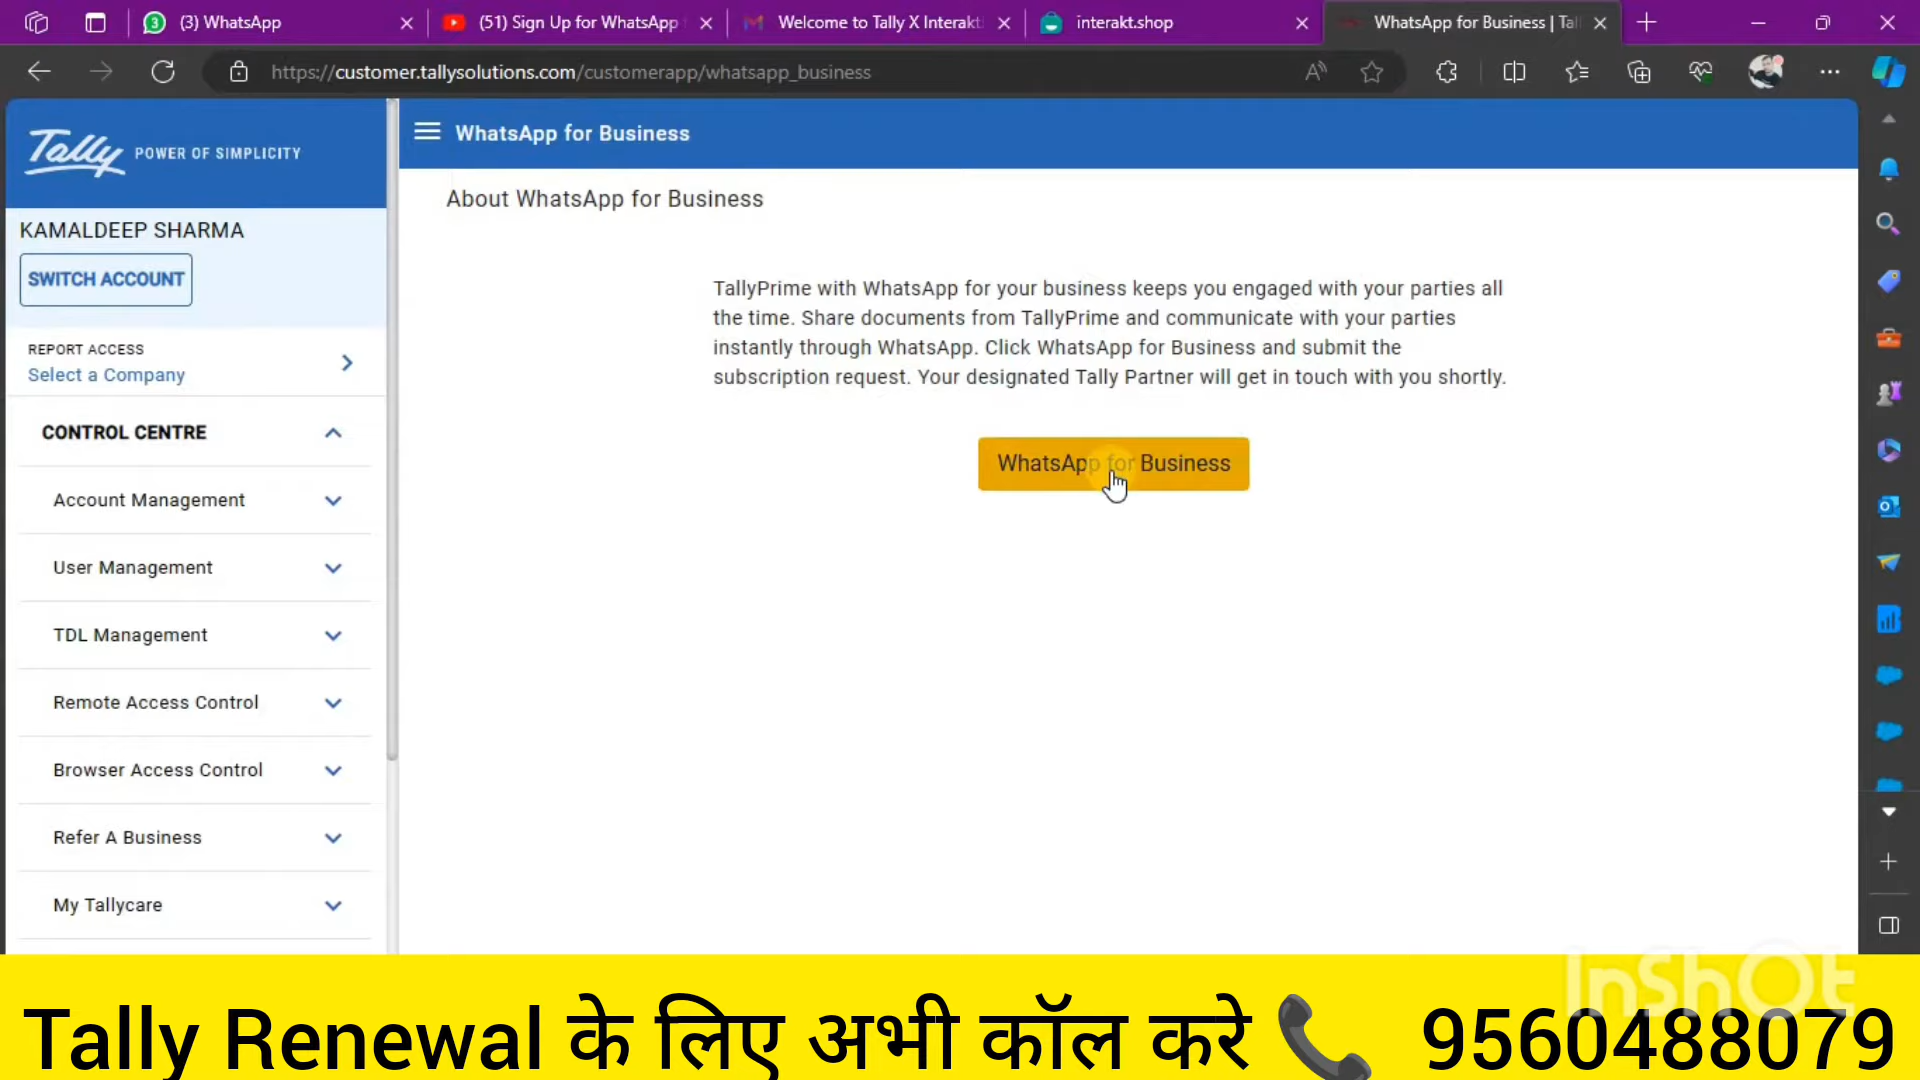 (3) WhatsApp
(51) Sign Up for WhatsApp
Welcome to Tally X Interakt
interakt.shop
WhatsApp for Business | Tal
https://customer.tallysolutions.com/customerapp/whatsapp_business
Tally POWER OF SIMPLICITY
WhatsApp for Business
About WhatsApp for Business
KAMALDEEP SHARMA
SWITCH ACCOUNT
REPORT ACCESS
Select a Company
CONTROL CENTRE
Account Management
User Management
TDL Management
Remote Access Control
Browser Access Control
Refer A Business
My Tallycare
TallyPrime with WhatsApp for your business keeps you engaged with your parties all
the time. Share documents from TallyPrime and communicate with your parties
instantly through WhatsApp. Click WhatsApp for Business and submit the
subscription request. Your designated Tally Partner will get in touch with you shortly.
WhatsApp for Business
InShOt
Tally Renewal के लिए अभी कॉल करे 9560488079